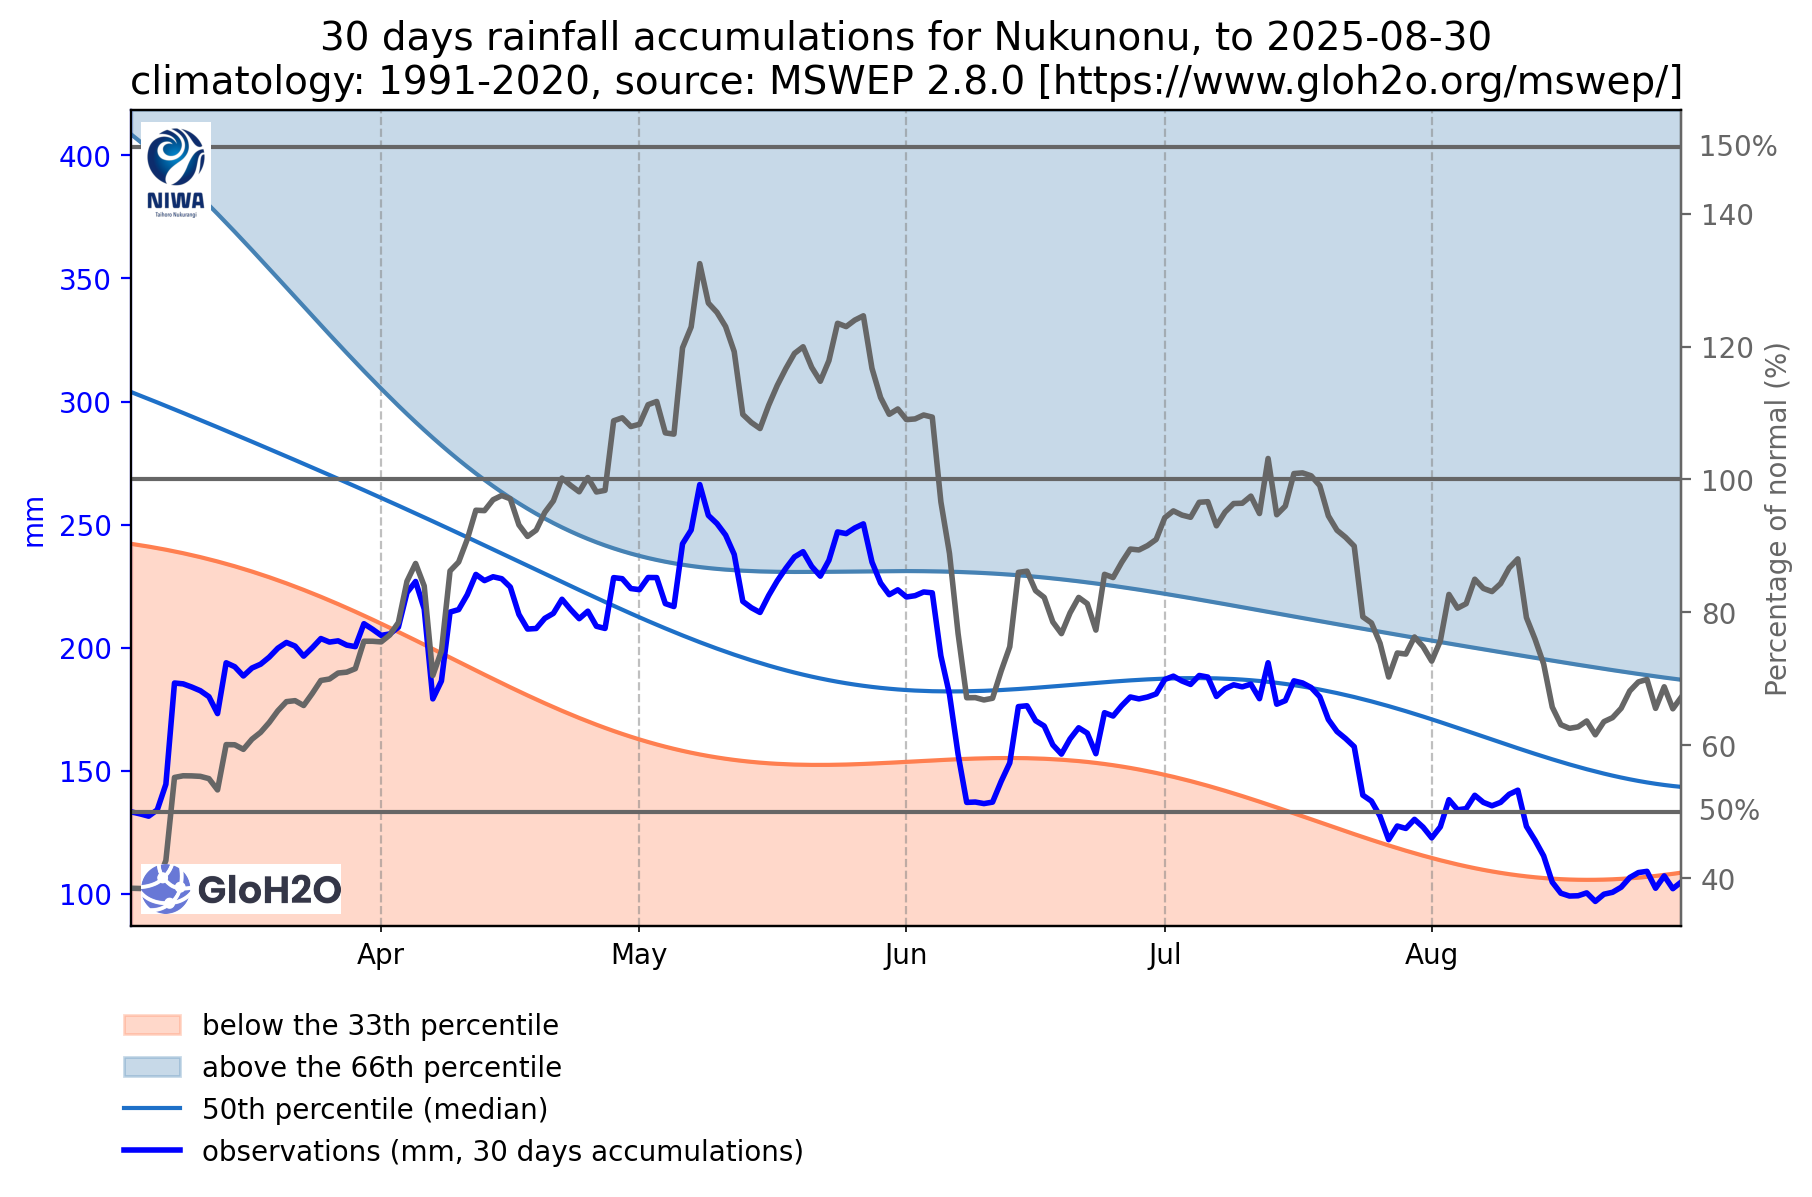 30 days rainfall accumulations for Nukunonu, to 2025-08-30
climatology: 1991-2020, source: MSWEP 2.8.0 [https://www.gloh2o.org/mswep/]
NIWA
Taihoro Nukurangi
400
350
300
250
200
150
100
mm
150%
140
120
100
80
60
50%
40
Percentage of normal (%)
GloH2O
Apr
May
Jun
Jul
Aug
below the 33th percentile
above the 66th percentile
50th percentile (median)
observations (mm, 30 days accumulations)